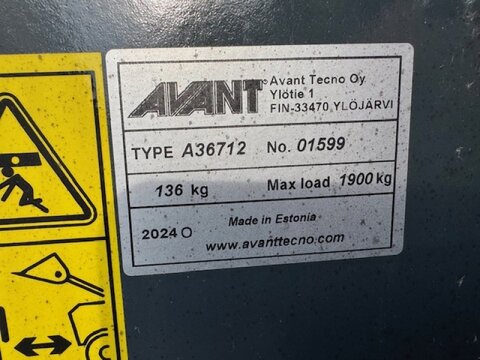 AVANT® Avant Tecno Oy
Ylötie 1
FIN-33470 YLÖJÄRVI
TYPE A36712 No. 01599
136 kg Max load 1900 kg
2024 O Made in Estonia
www.avanttecno.com